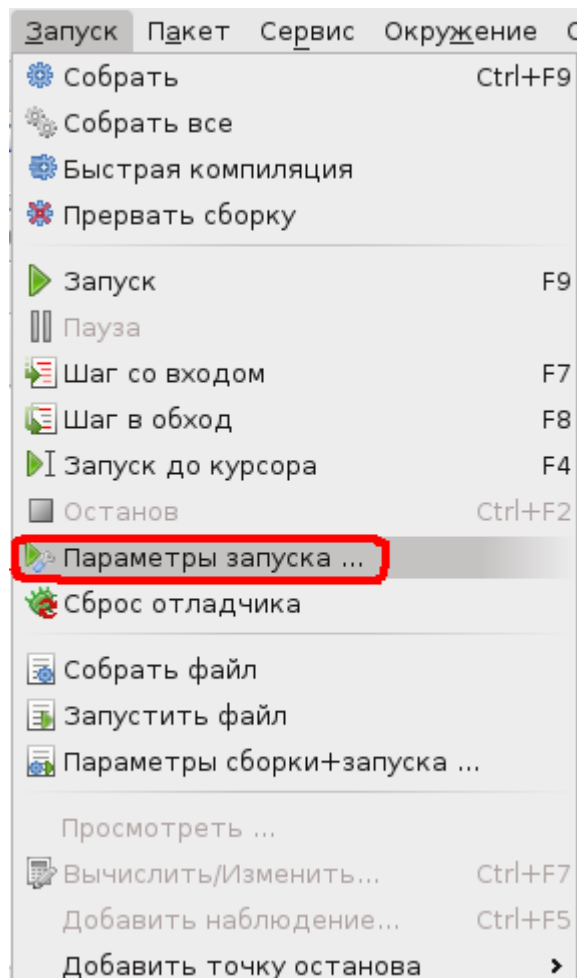 Запуск Пакет Сервис Окружение
Собрать Ctrl+F9
Собрать все
Быстрая компиляция
Прервать сборку
Запуск F9
Пауза
Шаг со входом F7
Шаг в обход F8
Запуск до курсора F4
Останов Ctrl+F2
Параметры запуска ...
Сброс отладчика
Собрать файл
Запустить файл
Параметры сборки+запуска ...
Просмотреть ...
Вычислить/Изменить... Ctrl+F7
Добавить наблюдение... Ctrl+F5
Добавить точку останова